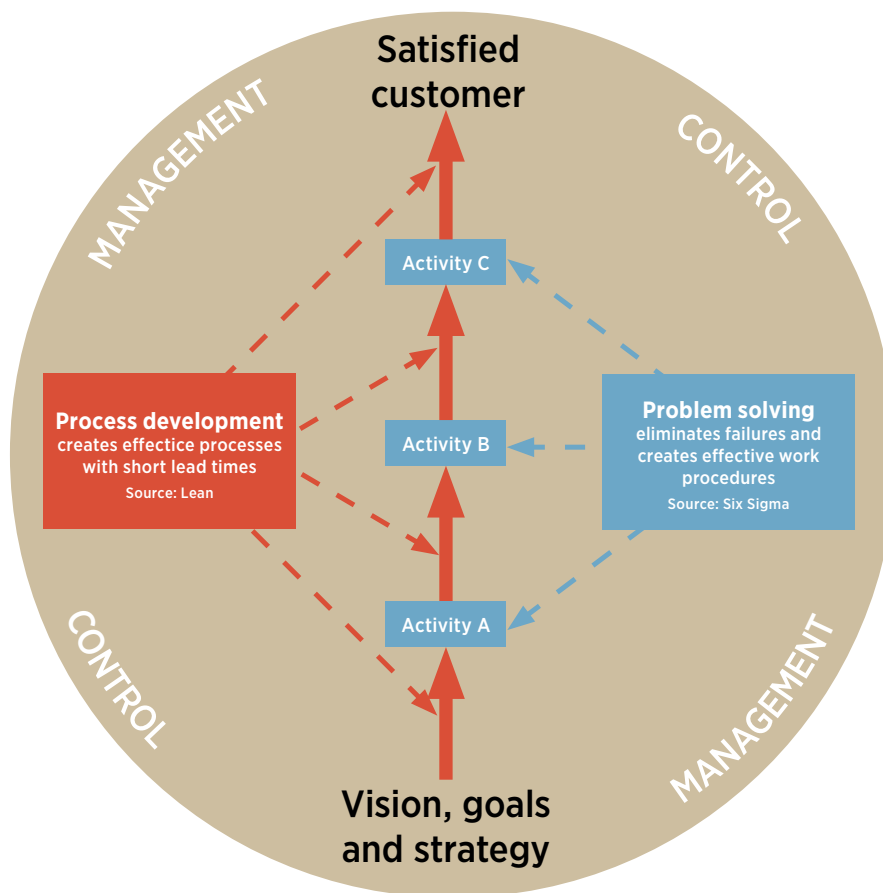 Satisfied
customer
MANAGEMENT
CONTROL
Activity C
Process development
creates effectice processes
with short lead times
Source: Lean
Activity B
Problem solving
eliminates failures and
creates effective work
procedures
Source: Six Sigma
Activity A
CONTROL
MANAGEMENT
Vision, goals
and strategy